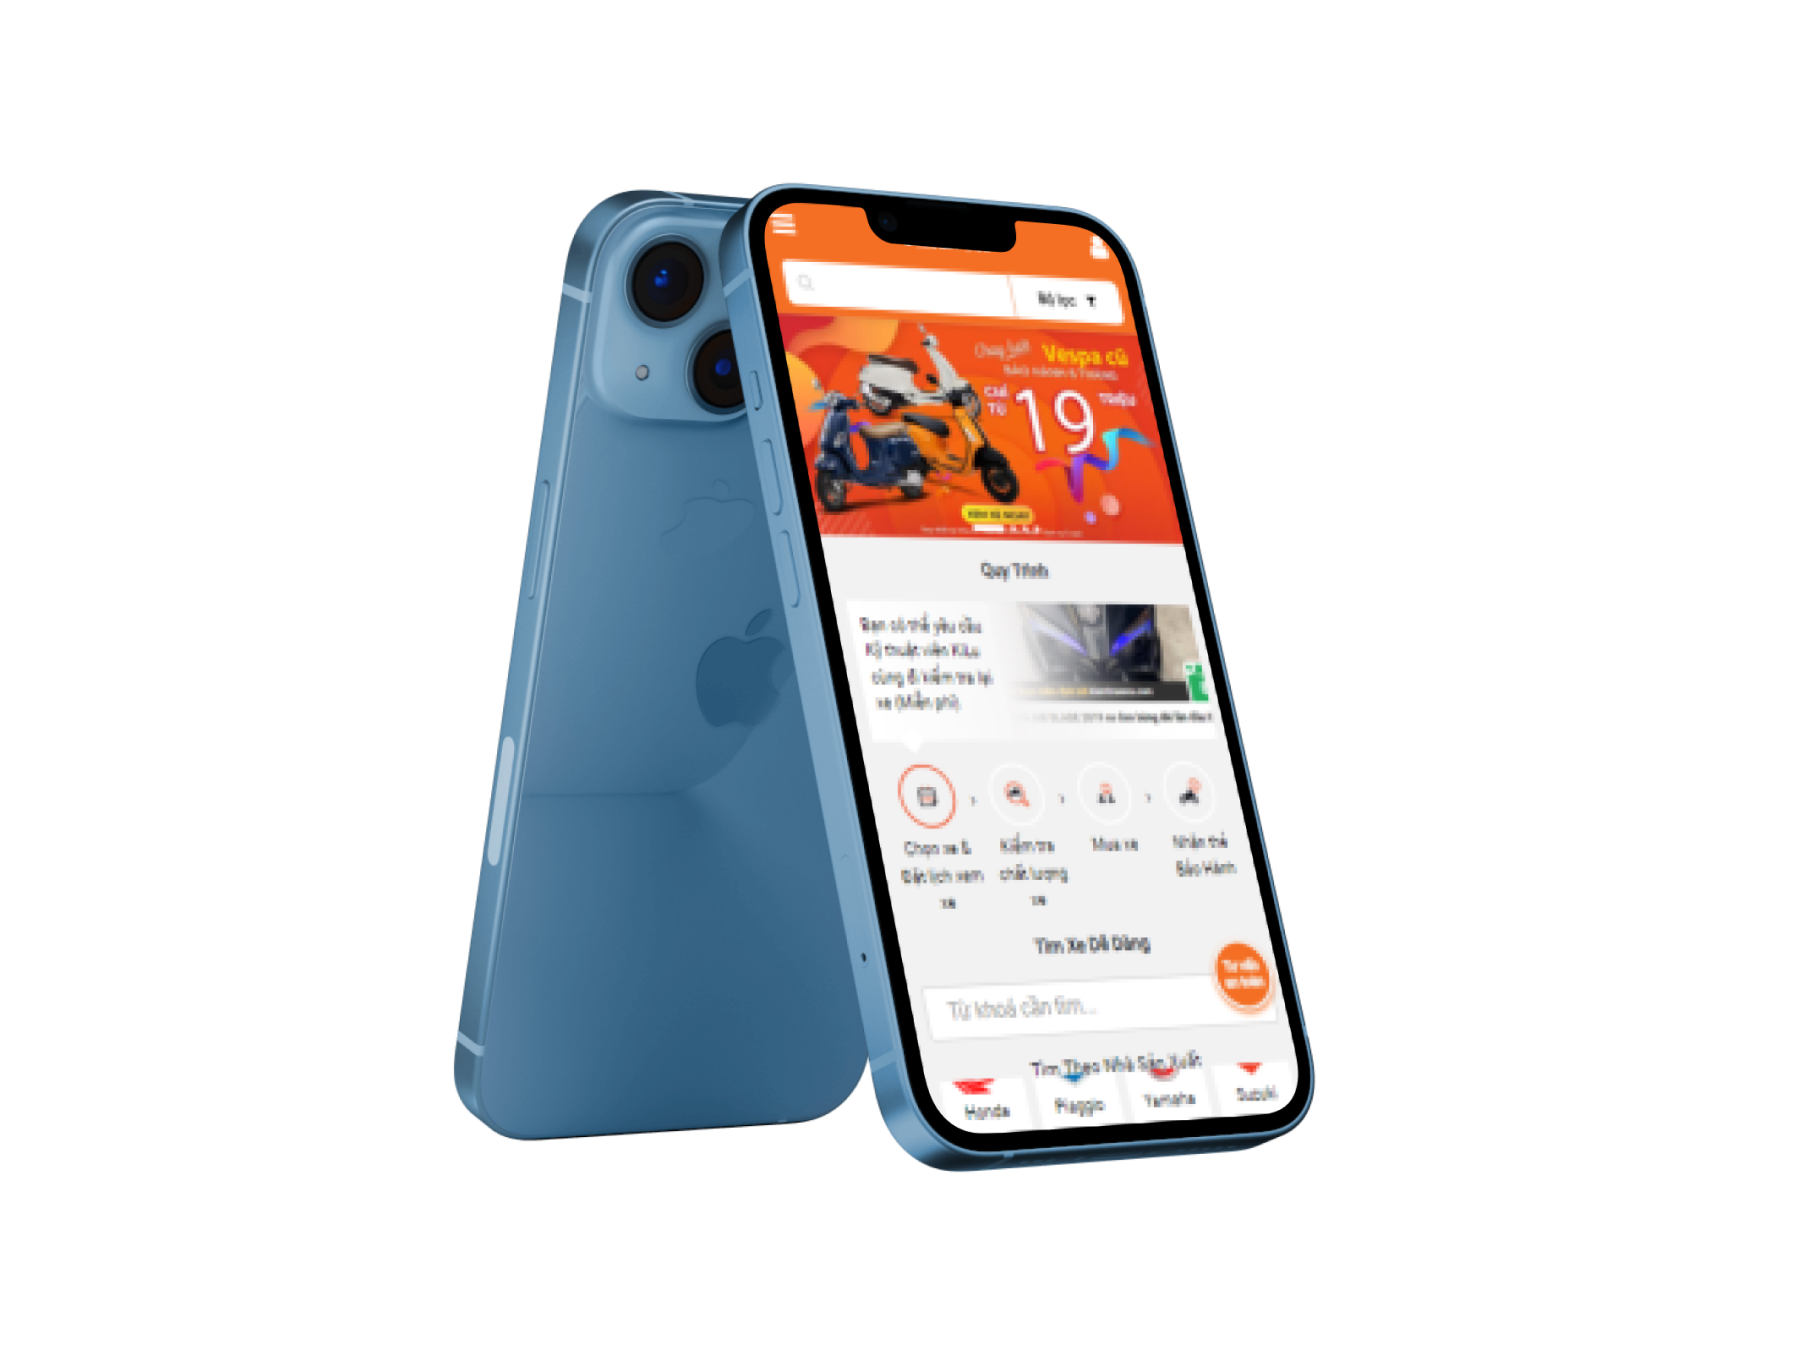 Bộ lọc
Vespa cũ
CHỈ
TỪ
19
TRIỆU
Quy Trình
Bạn có thể yêu cầu
Kỹ thuật viên KiLu
cùng đi kiểm tra lại
xe (Miễn phí).
Chọn xe &
Đặt lịch xem
xe
Kiểm tra
chất lượng
xe
Mua xe
Nhận thẻ
Bảo Hành
Tìm Xe Dễ Dàng
Từ khoá cần tìm...
Tìm Theo Nhà Sản Xuất
Honda
Piaggio
Yamaha
Suzuki